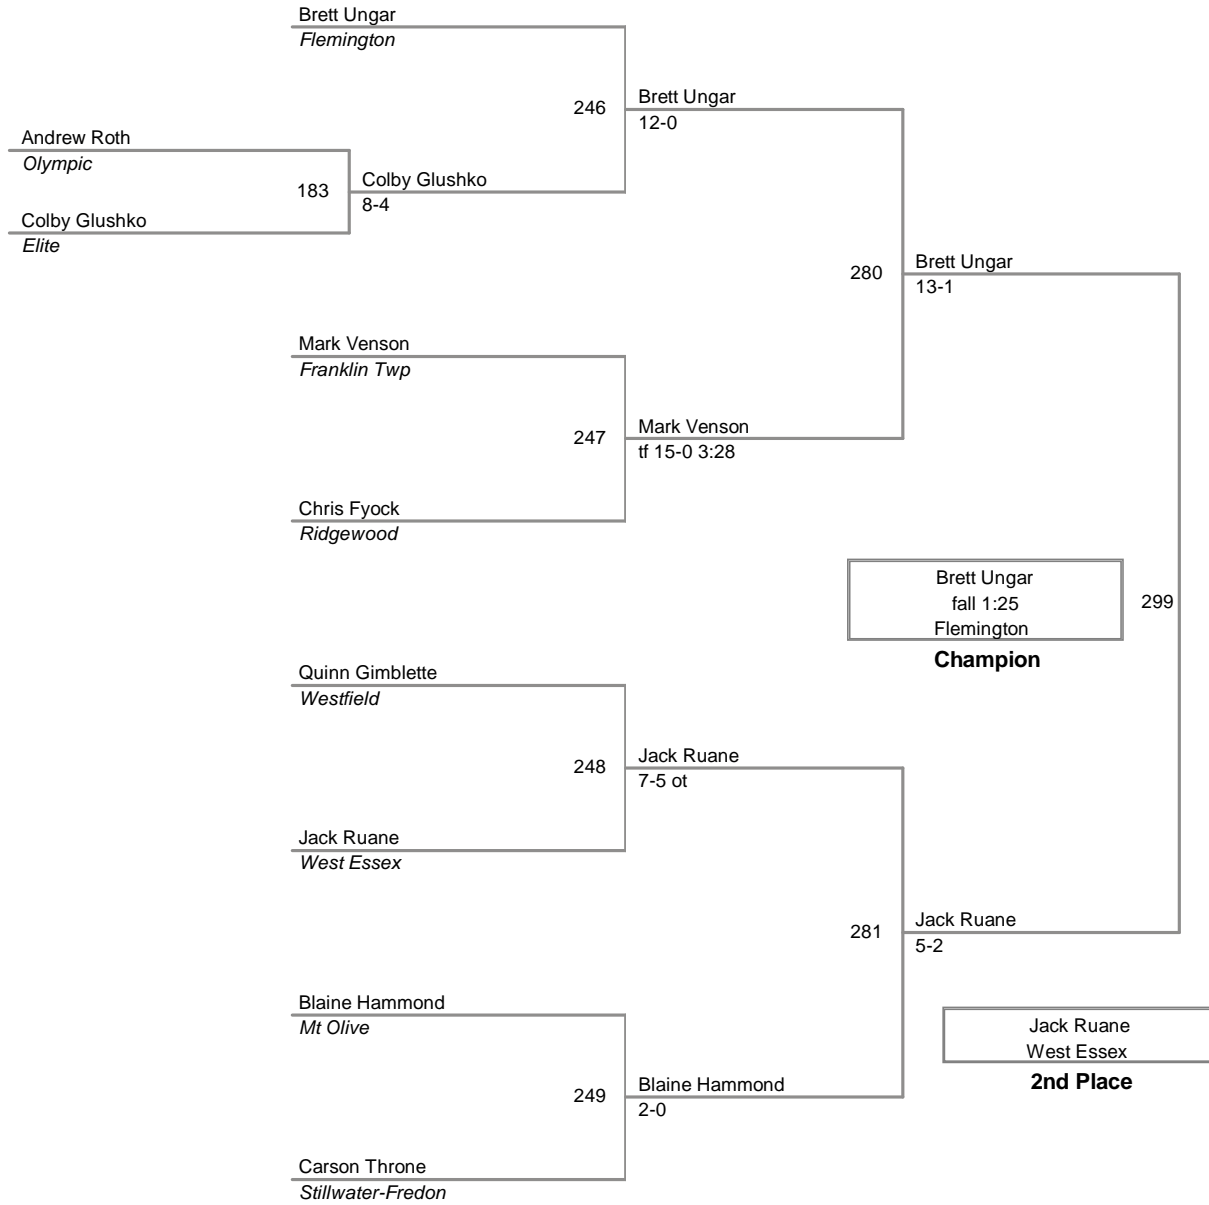 Brett Ungar
Flemington
246
Brett Ungar
12-0
Andrew Roth
Olympic
183
Colby Glushko
8-4
Colby Glushko
Elite
280
Brett Ungar
13-1
Mark Venson
Franklin Twp
247
Mark Venson
tf 15-0 3:28
Chris Fyock
Ridgewood
Brett Ungar
fall 1:25
Flemington
299
Champion
Quinn Gimblette
Westfield
248
Jack Ruane
7-5 ot
Jack Ruane
West Essex
281
Jack Ruane
5-2
Blaine Hammond
Mt Olive
Jack Ruane
West Essex
2nd Place
249
Blaine Hammond
2-0
Carson Throne
Stillwater-Fredon